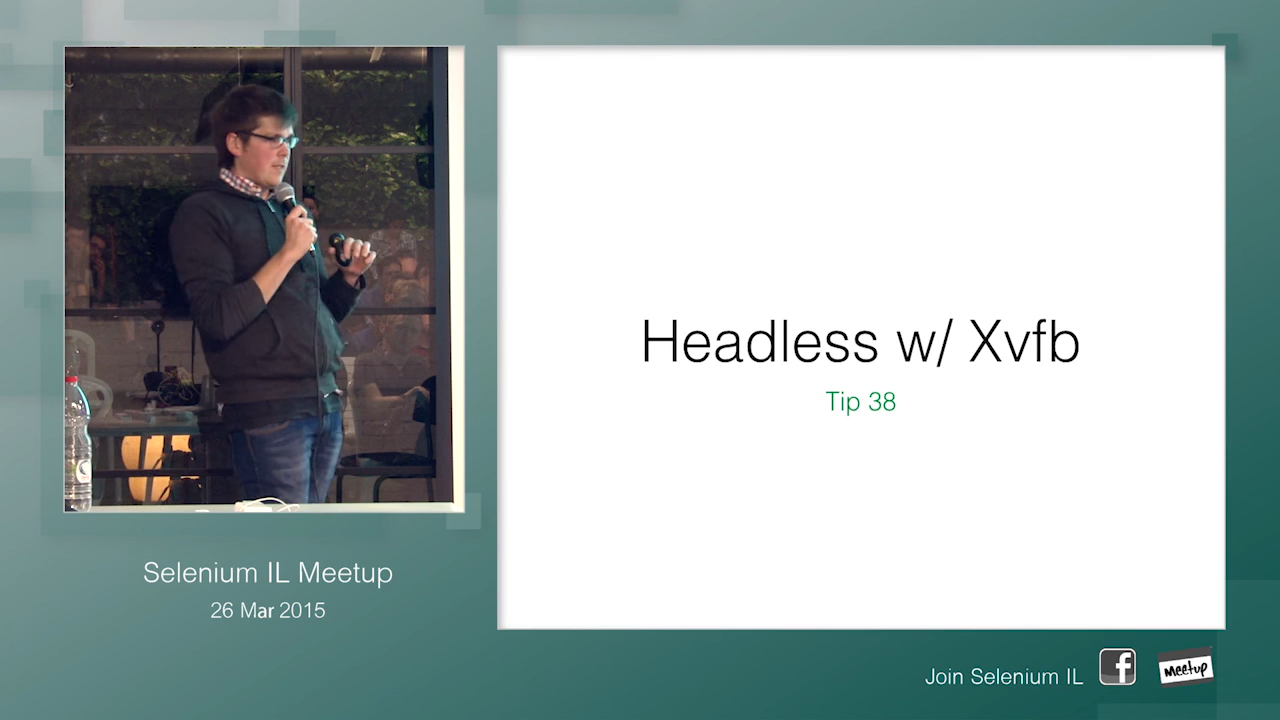 Headless w/ Xvfb
Tip 38
Selenium IL Meetup
26 Mar 2015
Join Selenium IL
f
Meetup